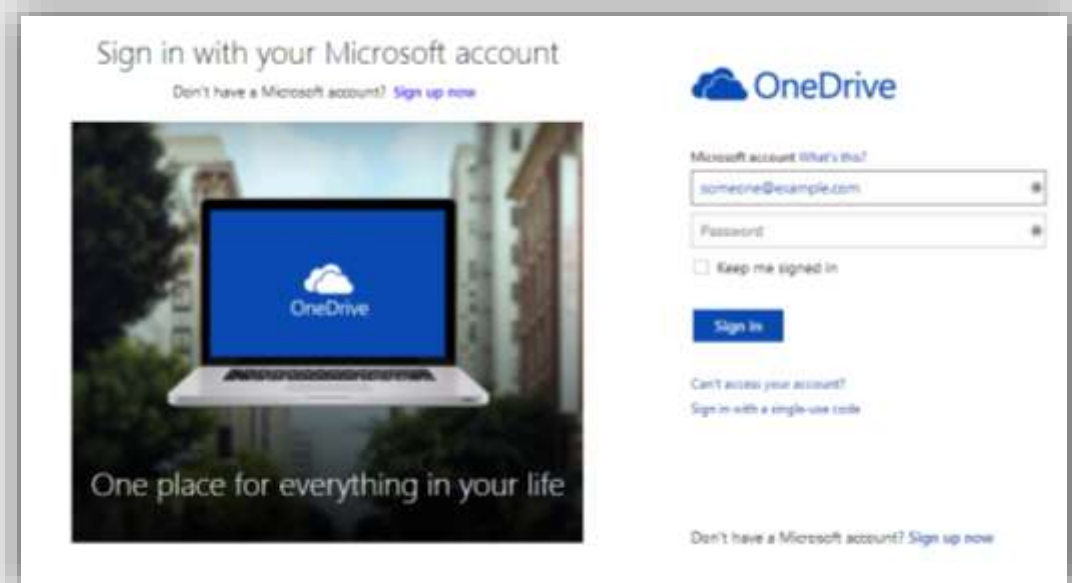 Sign in with your Microsoft account
Don't have a Microsoft account? Sign up now
OneDrive
One place for everything in your life
OneDrive
Microsoft account What's this?
someone@example.com
Password
Keep me signed in
Sign in
Can't access your account?
Sign in with a single-use code
Don't have a Microsoft account? Sign up now